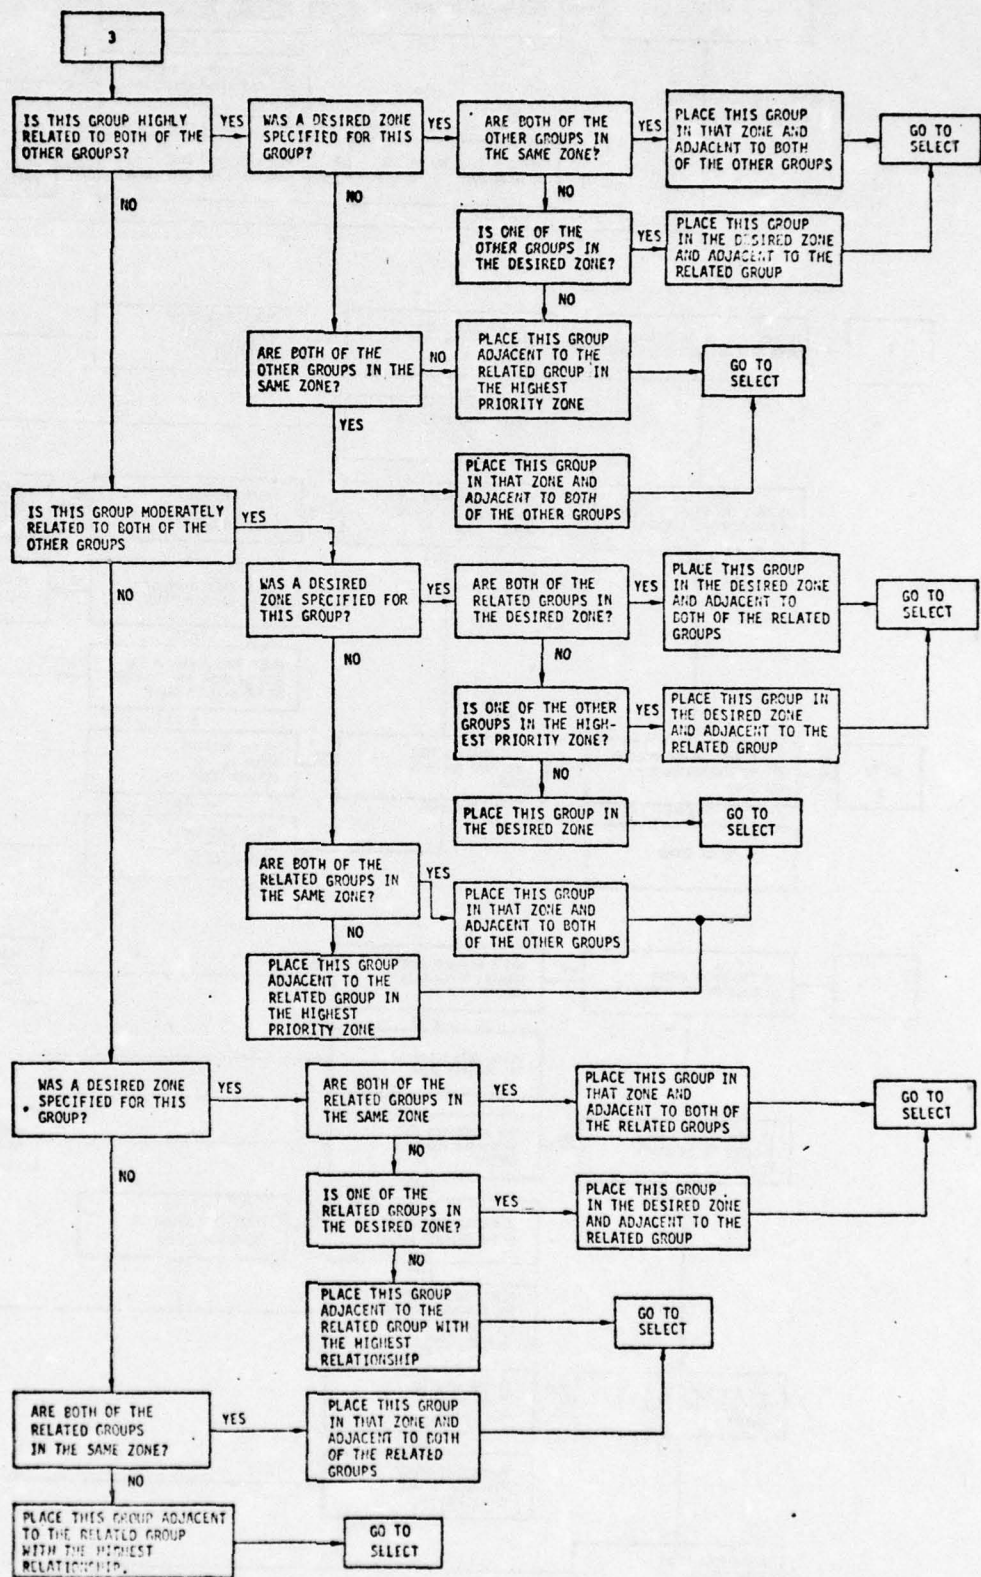 3
IS THIS GROUP HIGHLY
RELATED TO BOTH OF THE
OTHER GROUPS?
YES
WAS A DESIRED ZONE
SPECIFIED FOR THIS
GROUP?
YES
ARE BOTH OF THE
OTHER GROUPS IN
THE SAME ZONE?
YES
PLACE THIS GROUP
IN THAT ZONE AND
ADJACENT TO BOTH
OF THE OTHER GROUPS
GO TO
SELECT
NO
NO
NO
IS ONE OF THE
OTHER GROUPS IN
THE DESIRED ZONE?
YES
PLACE THIS GROUP
IN THE DESIRED ZONE
AND ADJACENT TO THE
RELATED GROUP
NO
ARE BOTH OF THE
OTHER GROUPS IN THE
SAME ZONE?
NO
PLACE THIS GROUP
ADJACENT TO THE
RELATED GROUP IN
THE HIGHEST
PRIORITY ZONE
GO TO
SELECT
YES
PLACE THIS GROUP
IN THAT ZONE AND
ADJACENT TO BOTH
OF THE OTHER GROUPS
IS THIS GROUP MODERATELY
RELATED TO BOTH OF THE
OTHER GROUPS
YES
NO
WAS A DESIRED
ZONE SPECIFIED FOR
THIS GROUP?
YES
ARE BOTH OF THE
RELATED GROUPS IN
THE DESIRED ZONE?
YES
PLACE THIS GROUP
IN THE DESIRED ZONE
AND ADJACENT TO
BOTH OF THE RELATED
GROUPS
GO TO
SELECT
NO
NO
IS ONE OF THE OTHER
GROUPS IN THE HIGH-
EST PRIORITY ZONE?
YES
PLACE THIS GROUP IN
THE DESIRED ZONE
AND ADJACENT TO THE
RELATED GROUP
NO
PLACE THIS GROUP IN
THE DESIRED ZONE
GO TO
SELECT
ARE BOTH OF THE
RELATED GROUPS IN
THE SAME ZONE?
YES
PLACE THIS GROUP
IN THAT ZONE AND
ADJACENT TO BOTH
OF THE OTHER GROUPS
NO
PLACE THIS GROUP
ADJACENT TO THE
RELATED GROUP IN
THE HIGHEST
PRIORITY ZONE
WAS A DESIRED ZONE
SPECIFIED FOR THIS
GROUP?
YES
ARE BOTH OF THE
RELATED GROUPS IN
THE SAME ZONE
YES
PLACE THIS GROUP IN
THAT ZONE AND
ADJACENT TO BOTH OF
THE RELATED GROUPS
GO TO
SELECT
NO
NO
IS ONE OF THE
RELATED GROUPS IN
THE DESIRED ZONE?
YES
PLACE THIS GROUP
IN THE DESIRED ZONE
AND ADJACENT TO THE
RELATED GROUP
NO
PLACE THIS GROUP
ADJACENT TO THE
RELATED GROUP WITH
THE HIGHEST
RELATIONSHIP
GO TO
SELECT
ARE BOTH OF THE
RELATED GROUPS
IN THE SAME ZONE?
YES
PLACE THIS GROUP
IN THAT ZONE AND
ADJACENT TO BOTH
OF THE RELATED
GROUPS
NO
PLACE THIS GROUP ADJACENT
TO THE RELATED GROUP
WITH THE HIGHEST
RELATIONSHIP.
GO TO
SELECT